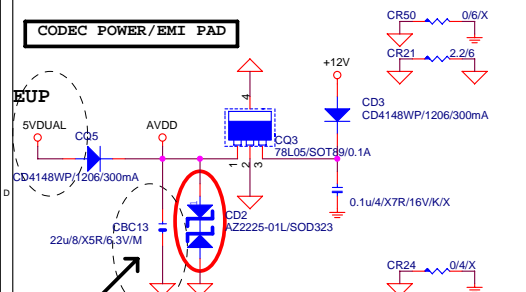 CODEC POWER/EMI PAD
CR50 0/6/X
CR21 2.2/6
+12V
4
EUP
CD3
CD4148WP/1206/300mA
5VDUAL
AVDD
CQ5
CQ3
78L05/SOT89/0.1A
1 2 3
CD4148WP/1206/300mA
D
0.1u/4/X7R/16V/K/X
CD2
AZ2225-01L/SOD323
CBC13
22u/8/X5R/6.3V/M
CR24 0/4/X